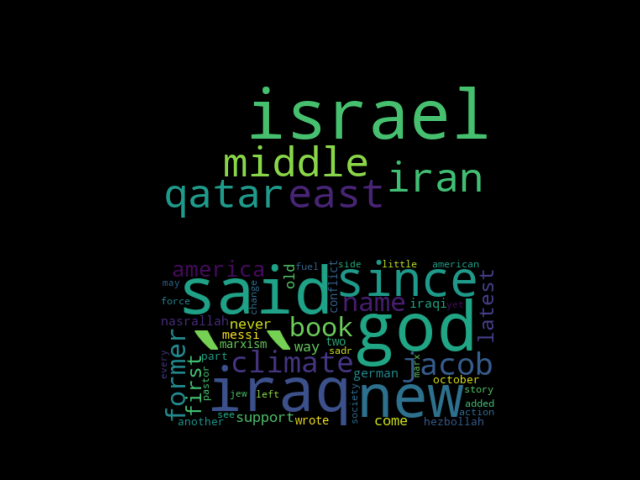 israel
middle
iran
qatar east
side little american
america old fuel conflict since
may said change name iraqi yet latest
force
nasrallah never book god
messi
`` marxism way two
former part sadr
every first climate marx jacob
pastor german
october
iraq new
jew left society story
added
see support wrote come action
another hezbollah